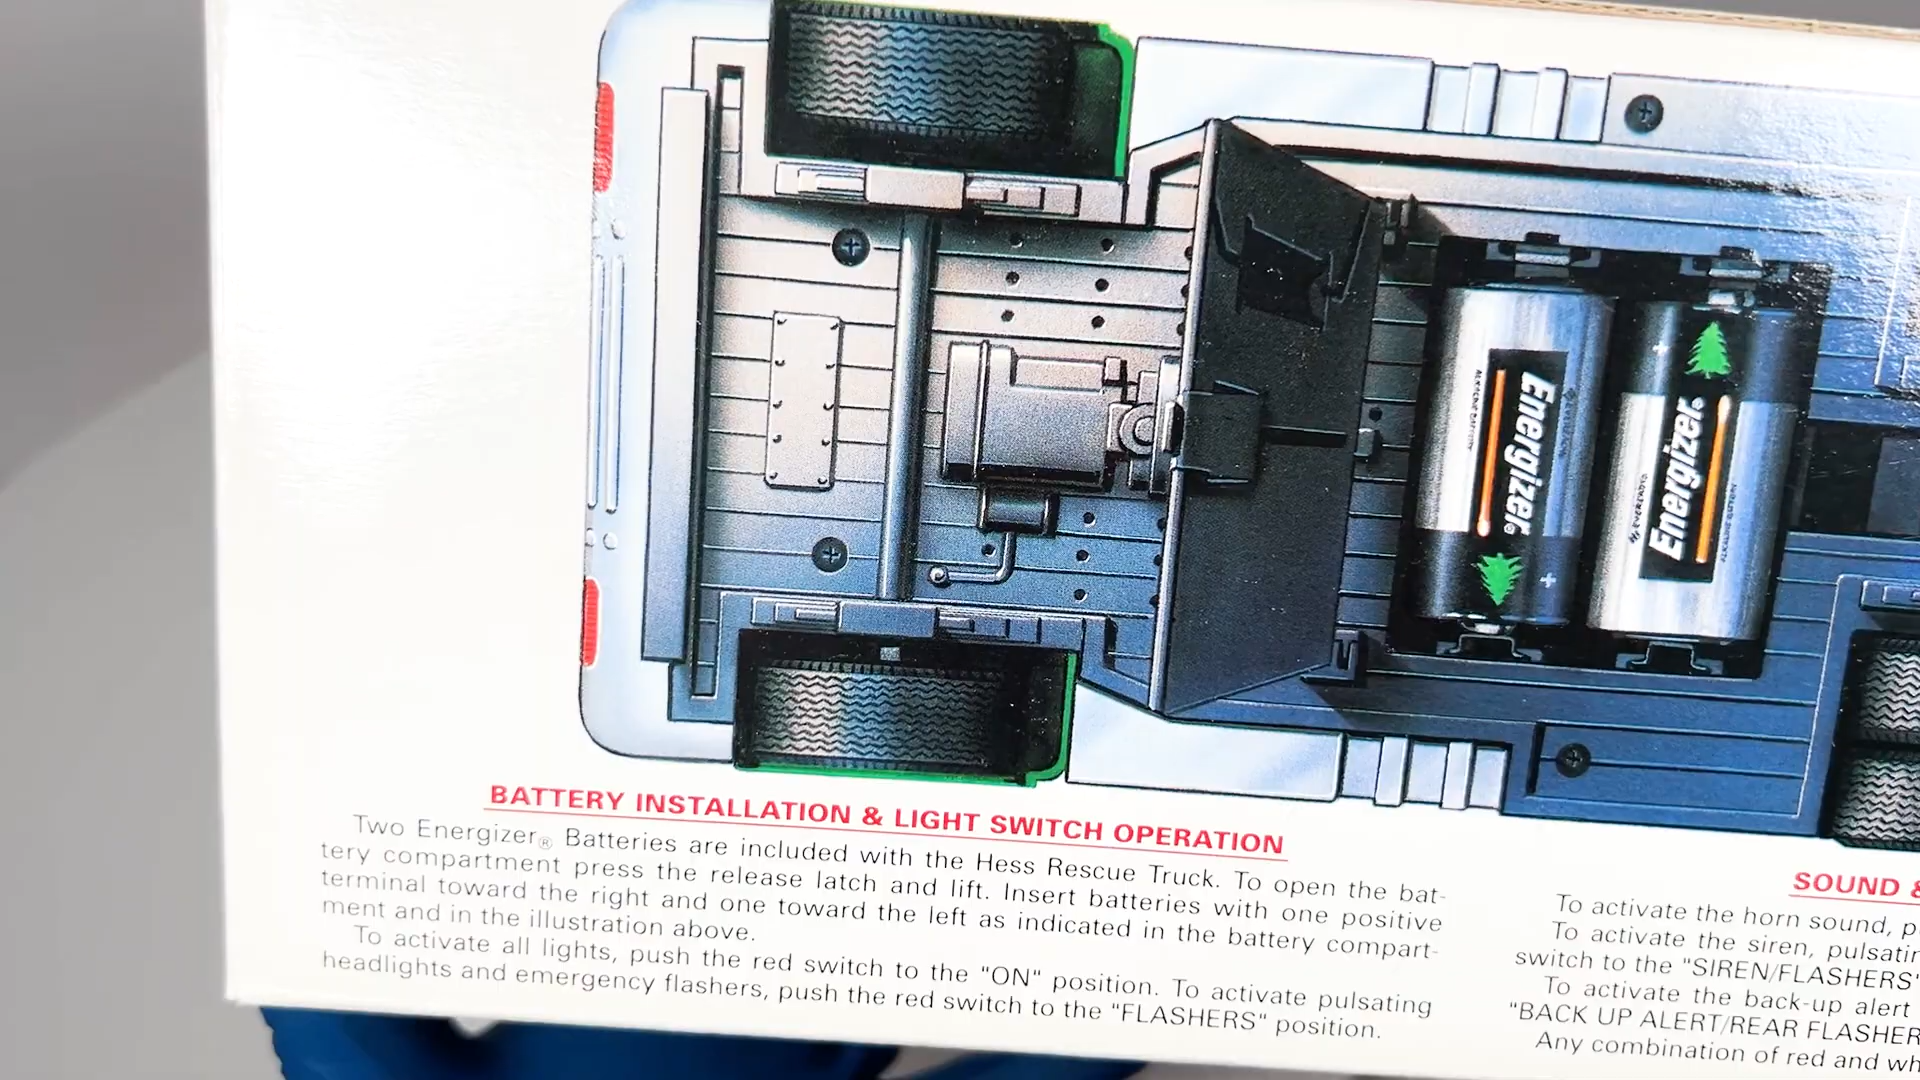 Energizer®
Energizer®
BATTERY INSTALLATION & LIGHT SWITCH OPERATION
Two Energizer® Batteries are included with the Hess Rescue Truck. To open the bat-
tery compartment press the release latch and lift. Insert batteries with one positive
terminal toward the right and one toward the left as indicated in the battery compart-
ment and in the illustration above.
To activate all lights, push the red switch to the "ON" position. To activate pulsating
headlights and emergency flashers, push the red switch to the "FLASHERS" position.
SOUND &
To activate the horn sound,
To activate the siren,
switch to the "SIREN/FLASHERS"
To activate the back-up alert
"BACK UP ALERT/REAR
Any combination of red and